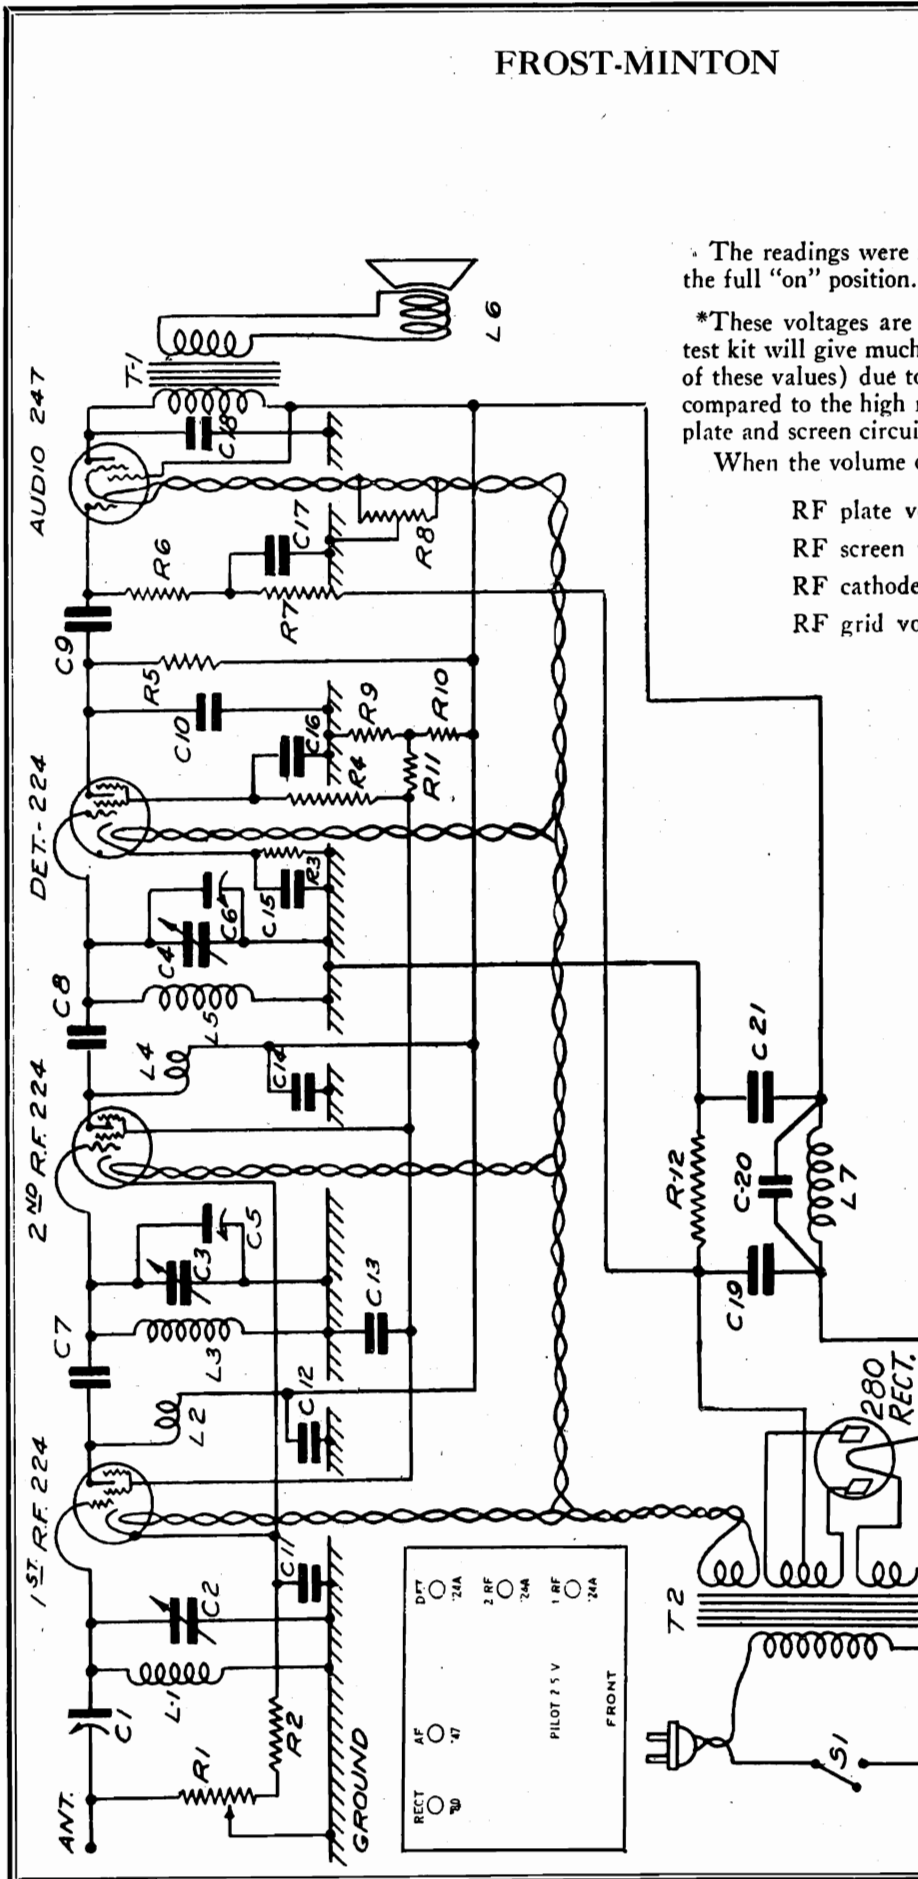 FROST-MINTON
The readings were
the full "on" position.
*These voltages are
test kit will give much
of these values) due to
compared to the high
plate and screen circui
When the volume
RF plate v
RF screen
RF cathode
RF grid vo
ANT.
C1
L-1
C2
R1
R2
GROUND
C11
1ST. R.F. 224
L2
C12
C7
L3
C3
C5
C13
2ND R.F. 224
L4
C14
C8
L5
C4
C6
C15
R3
DET.-224
R4
C16
C10
R5
R9
R10
R11
C9
R6
R7
C17
R8
AUDIO 247
C18
T-1
L6
R-12
C21
C-20
C19
L7
280
RECT.
T2
S1
RECT
'80
AF
'47
DET
'24A
2 RF
'24A
1 RF
'24A
PILOT 2 5 V
FRONT